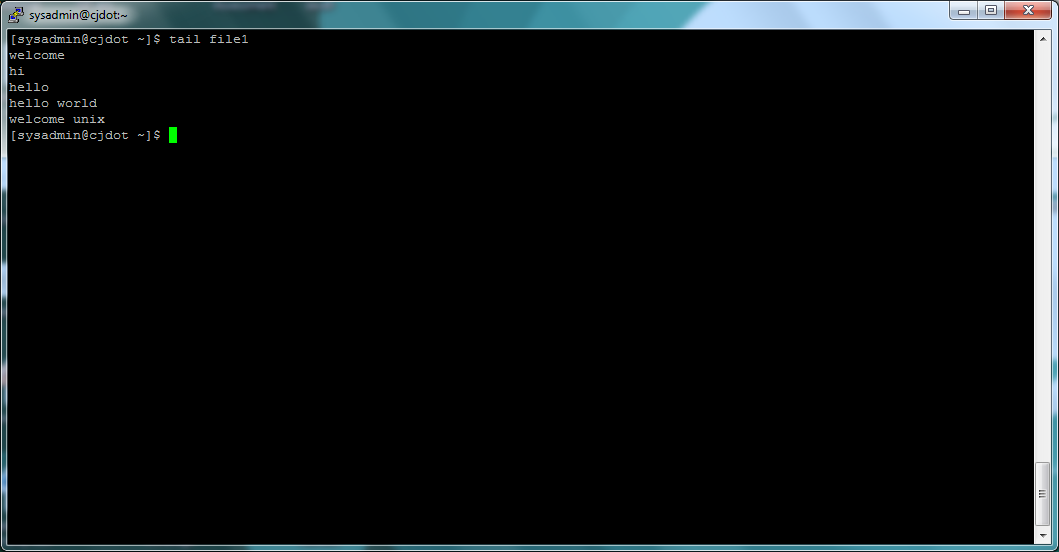 sysadmin@cjdot:~
[sysadmin@cjdot ~]$ tail file1
welcome
hi
hello
hello world
welcome unix
[sysadmin@cjdot ~]$